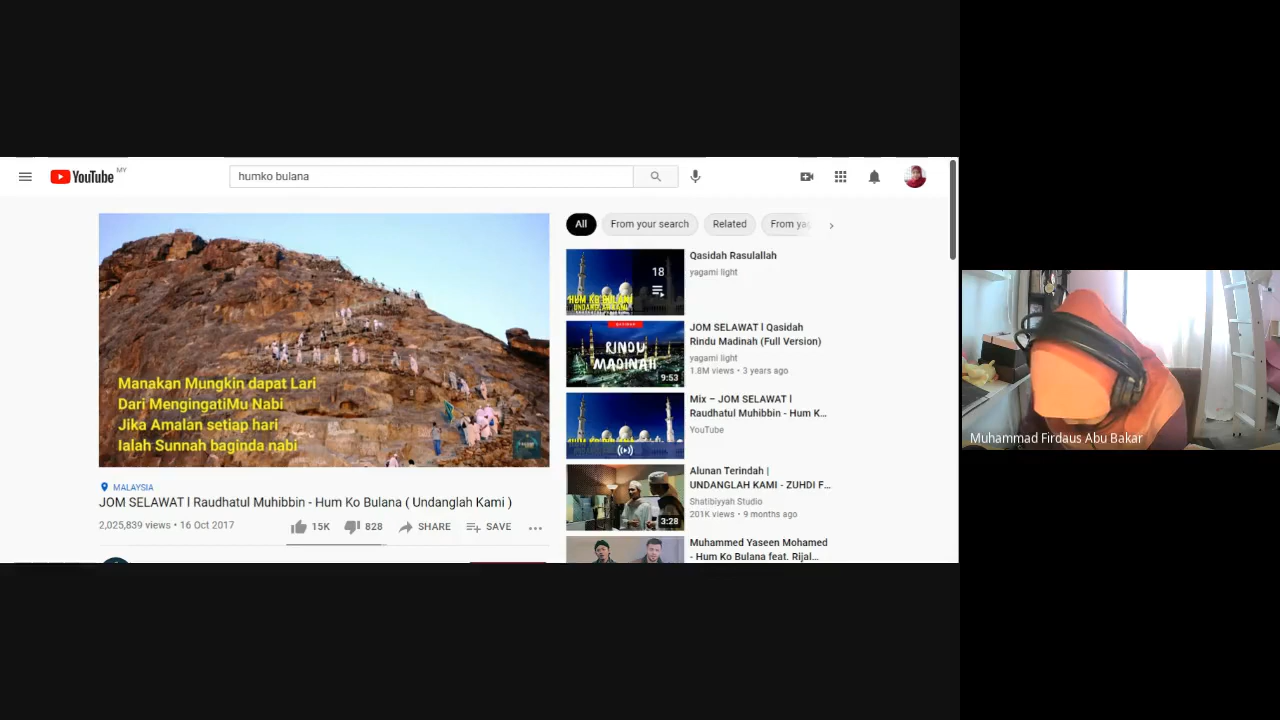 YouTube MY
humko bulana
Manakan Mungkin dapat Lari
Dari MengingatiMu Nabi
Jika Amalan setiap hari
Ialah Sunnah baginda nabi
MALAYSIA
JOM SELAWAT l Raudhatul Muhibbin - Hum Ko Bulana ( Undanglah Kami )
2,025,839 views • 16 Oct 2017
15K
828
SHARE
SAVE
All
From your search
Related
From ya
18
HUM KO BULANA
UNDANGLAH KAMI
Qasidah Rasulallah
yagami light
RINDU
MADINAH
9:53
JOM SELAWAT l Qasidah
Rindu Madinah (Full Version)
yagami light
1.8M views • 3 years ago
Mix – JOM SELAWAT l
Raudhatul Muhibbin - Hum K...
YouTube
3:28
Alunan Terindah |
UNDANGLAH KAMI - ZUHDI F...
Shatibiyyah Studio
201K views • 9 months ago
Muhammed Yaseen Mohamed
- Hum Ko Bulana feat. Rijal...
Muhammad Firdaus Abu Bakar